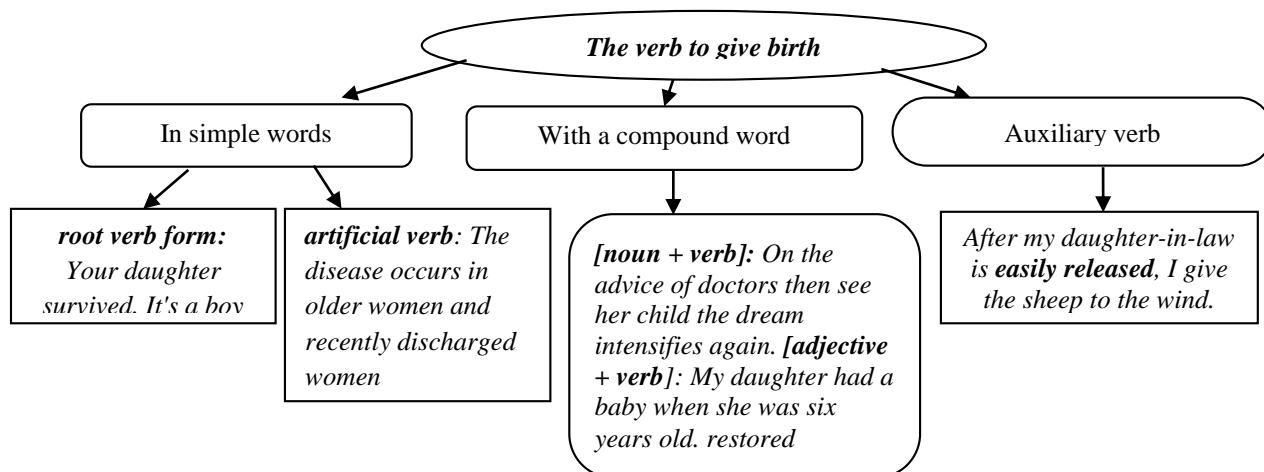 The verb to give birth
In simple words
With a compound word
Auxiliary verb
root verb form:
Your daughter
survived. It's a boy
artificial verb: The
disease occurs in
older women and
recently discharged
women
[noun + verb]: On the
advice of doctors then see
her child the dream
intensifies again. [adjective
+ verb]: My daughter had a
baby when she was six
years old. restored
After my daughter-in-law
is easily released, I give
the sheep to the wind.